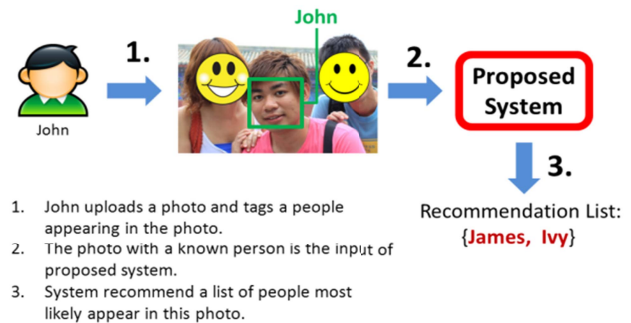 John
1.
2.
Proposed
System
John
3.
1. John uploads a photo and tags a people
appearing in the photo.
2. The photo with a known person is the input of
proposed system.
3. System recommend a list of people most
likely appear in this photo.
Recommendation List:
{James, Ivy}